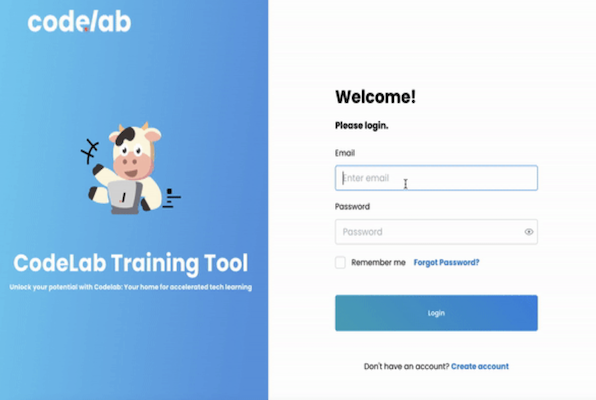 codelab
CodeLab Training Tool
Unlock your potential with Codelab: Your home for accelerated tech learning
Welcome!
Please login.
Email
Enter email
Password
Password
Remember me Forgot Password?
Login
Don't have an account? Create account